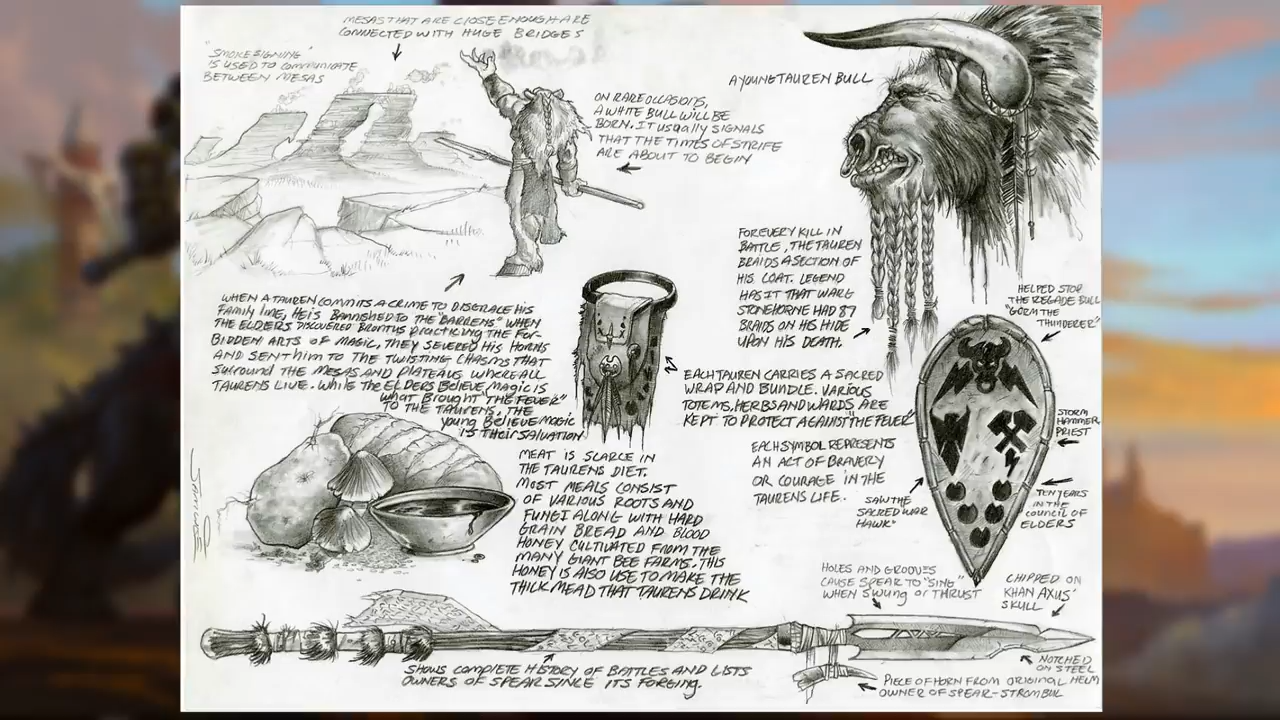 MESAS THAT ARE CLOSE ENOUGH ARE
CONNECTED WITH HUGE BRIDGES
"SMOKE SIGNING"
IS USED TO COMMUNICATE
BETWEEN MESAS
A YOUNG TAUREN BULL
ON RARE OCCASIONS,
A WHITE BULL WILL BE
BORN. IT USUALLY SIGNALS
THAT THE TIMES OF STRIFE
ARE ABOUT TO BEGIN
FOR EVERY KILL IN
BATTLE, THE TAUREN
BRAIDS A SECTION OF
HIS COAT. LEGEND
HAS IT THAT WARG
STONEHORNE HAD 87
BRAIDS ON HIS HIDE
UPON HIS DEATH.
WHEN A TAUREN COMMITS A CRIME TO DISGRACE HIS
FAMILY LINE, HE IS BANNISHED TO THE "BARRENS" WHEN
THE ELDERS DISCOVERED BRONTUS PRACTICING THE FOR-
BIDDEN ARTS OF MAGIC, THEY SEVERED HIS HORNS
AND SENT HIM TO THE TWISTING CHASMS THAT
SURROUND THE MESAS AND PLATEAUS WHERE ALL
TAURENS LIVE. WHILE THE ELDERS BELIEVE MAGIC IS
WHAT BROUGHT THE FEVER"
TO THE TAURENS, THE
YOUNG BELIEVE MAGIC
IS THEIR SALVATION
HELPED STOP
THE REGADE BULL
"GORM THE
THUNDERER"
EACH TAUREN CARRIES A SACRED
WRAP AND BUNDLE. VARIOUS
TOTEMS, HERBS AND WARDS ARE
KEPT TO PROTECT AGAINST "THE FEVER"
EACH SYMBOL REPRESENTS
AN ACT OF BRAVERY
OR COURAGE IN THE
TAURENS LIFE.
STORM
HAMMER
PRIEST
SAW THE
SACRED WAR
HAWK"
TEN YEARS
IN THE
COUNCIL OF
ELDERS
MEAT IS SCARCE IN
THE TAURENS DIET.
MOST MEALS CONSIST
OF VARIOUS ROOTS AND
FUNGI ALONG WITH HARD
GRAIN BREAD AND BLOOD
HONEY CULTIVATED FROM THE
MANY GIANT BEE FARMS. THIS
HONEY IS ALSO USE TO MAKE THE
THICK MEAD THAT TAURENS DRINK
HOLES AND GROOVES
CAUSE SPEAR TO "SING"
WHEN SWUNG OR THRUST
CHIPPED ON
KHAN AXUS'
SKULL
SHOWS COMPLETE HISTORY OF BATTLES AND LISTS
OWNERS OF SPEAR SINCE ITS FORGING.
NOTCHED
ON STEEL
HELM
PIECE OF HORN FROM ORIGINAL
OWNER OF SPEAR-STROMBUL